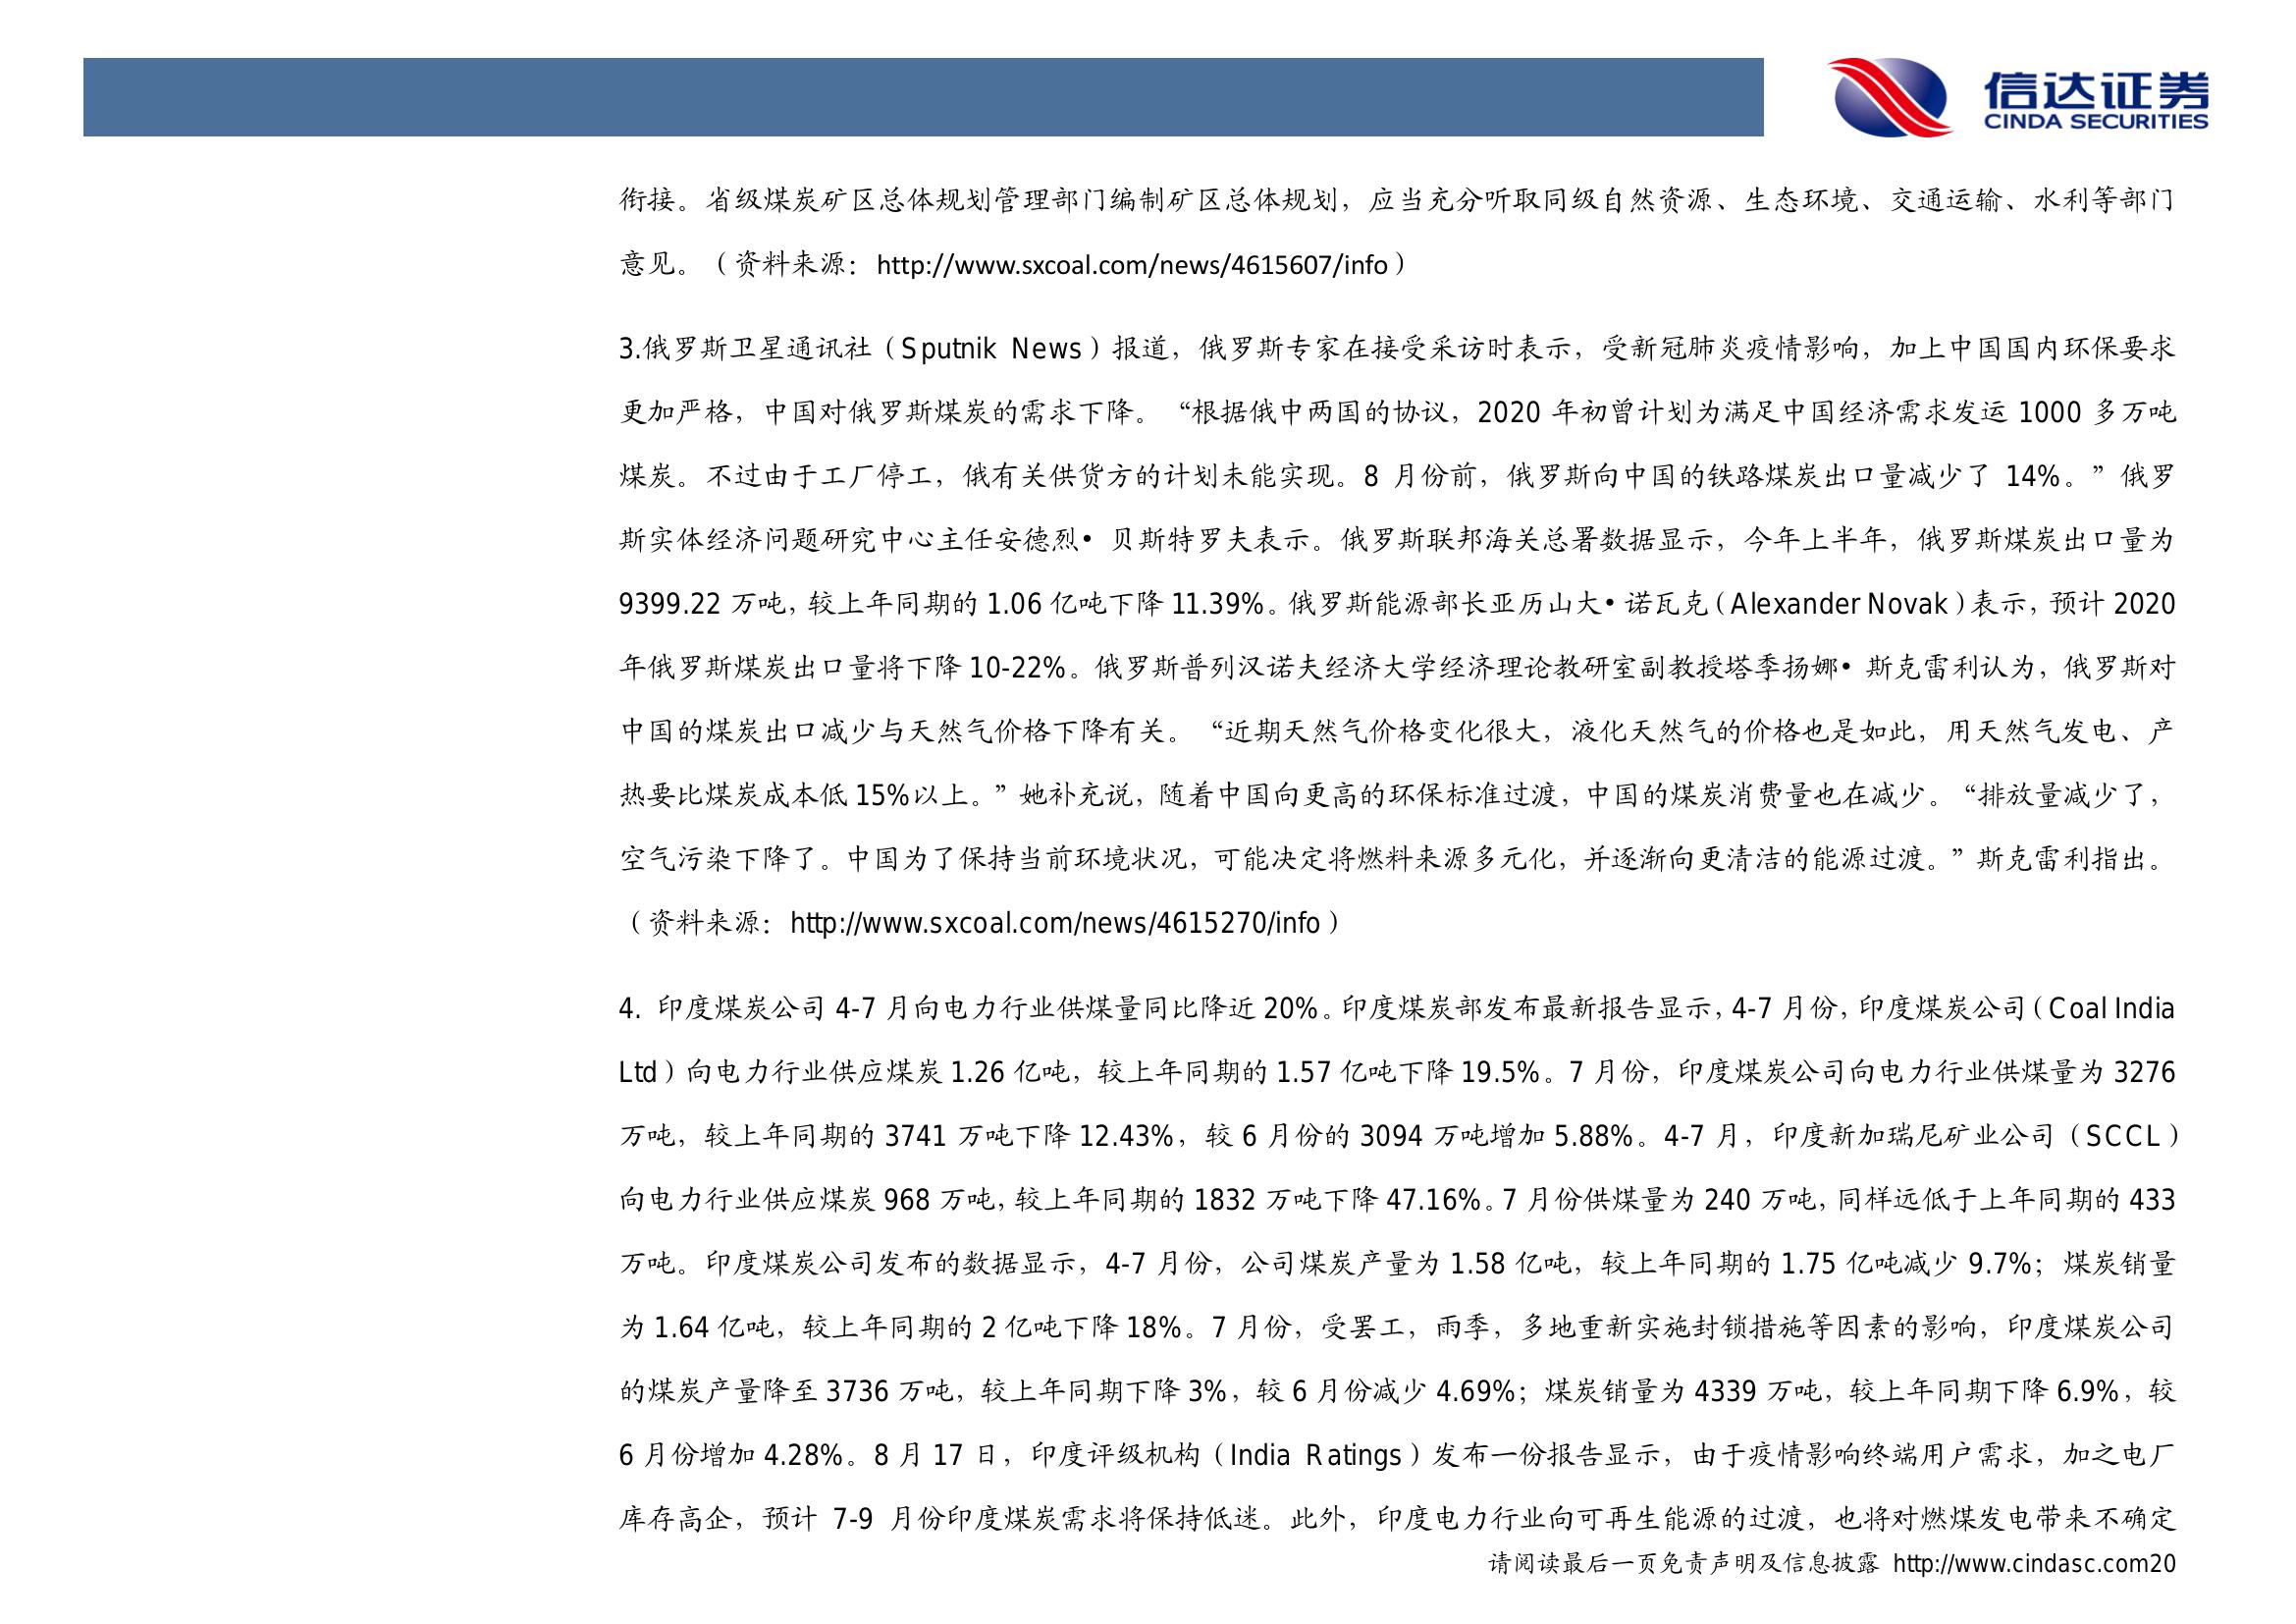 信达证券
CINDA SECURITIES
衔接。省级煤炭矿区总体规划管理部门编制矿区总体规划，应当充分听取同级自然资源、生态环境、交通运输、水利等部门
意见。（资料来源：http://www.sxcoal.com/news/4615607/info）
3.俄罗斯卫星通讯社（Sputnik News）报道，俄罗斯专家在接受采访时表示，受新冠肺炎疫情影响，加上中国国内环保要求
更加严格，中国对俄罗斯煤炭的需求下降。“根据俄中两国的协议，2020 年初曾计划为满足中国经济需求发运 1000 多万吨
煤炭。不过由于工厂停工，俄有关供货方的计划未能实现。8 月份前，俄罗斯向中国的铁路煤炭出口量减少了 14%。”俄罗
斯实体经济问题研究中心主任安德烈•贝斯特罗夫表示。俄罗斯联邦海关总署数据显示，今年上半年，俄罗斯煤炭出口量为
9399.22 万吨，较上年同期的 1.06 亿吨下降 11.39%。俄罗斯能源部长亚历山大•诺瓦克（Alexander Novak）表示，预计 2020
年俄罗斯煤炭出口量将下降 10-22%。俄罗斯普列汉诺夫经济大学经济理论教研室副教授塔季扬娜•斯克雷利认为，俄罗斯对
中国的煤炭出口减少与天然气价格下降有关。“近期天然气价格变化很大，液化天然气的价格也是如此，用天然气发电、产
热要比煤炭成本低 15%以上。”她补充说，随着中国向更高的环保标准过渡，中国的煤炭消费量也在减少。“排放量减少了，
空气污染下降了。中国为了保持当前环境状况，可能决定将燃料来源多元化，并逐渐向更清洁的能源过渡。”斯克雷利指出。
（资料来源：http://www.sxcoal.com/news/4615270/info）
4. 印度煤炭公司 4-7 月向电力行业供煤量同比降近 20%。印度煤炭部发布最新报告显示，4-7 月份，印度煤炭公司（Coal India
Ltd）向电力行业供应煤炭 1.26 亿吨，较上年同期的 1.57 亿吨下降 19.5%。7 月份，印度煤炭公司向电力行业供煤量为 3276
万吨，较上年同期的 3741 万吨下降 12.43%，较 6 月份的 3094 万吨增加 5.88%。4-7 月，印度新加瑞尼矿业公司（SCCL）
向电力行业供应煤炭 968 万吨，较上年同期的 1832 万吨下降 47.16%。7 月份供煤量为 240 万吨，同样远低于上年同期的 433
万吨。印度煤炭公司发布的数据显示，4-7 月份，公司煤炭产量为 1.58 亿吨，较上年同期的 1.75 亿吨减少 9.7%；煤炭销量
为 1.64 亿吨，较上年同期的 2 亿吨下降 18%。7 月份，受罢工，雨季，多地重新实施封锁措施等因素的影响，印度煤炭公司
的煤炭产量降至 3736 万吨，较上年同期下降 3%，较 6 月份减少 4.69%；煤炭销量为 4339 万吨，较上年同期下降 6.9%，较
6 月份增加 4.28%。8 月 17 日，印度评级机构（India Ratings）发布一份报告显示，由于疫情影响终端用户需求，加之电厂
库存高企，预计 7-9 月份印度煤炭需求将保持低迷。此外，印度电力行业向可再生能源的过渡，也将对燃煤发电带来不确定
请阅读最后一页免责声明及信息披露 http://www.cindasc.com20